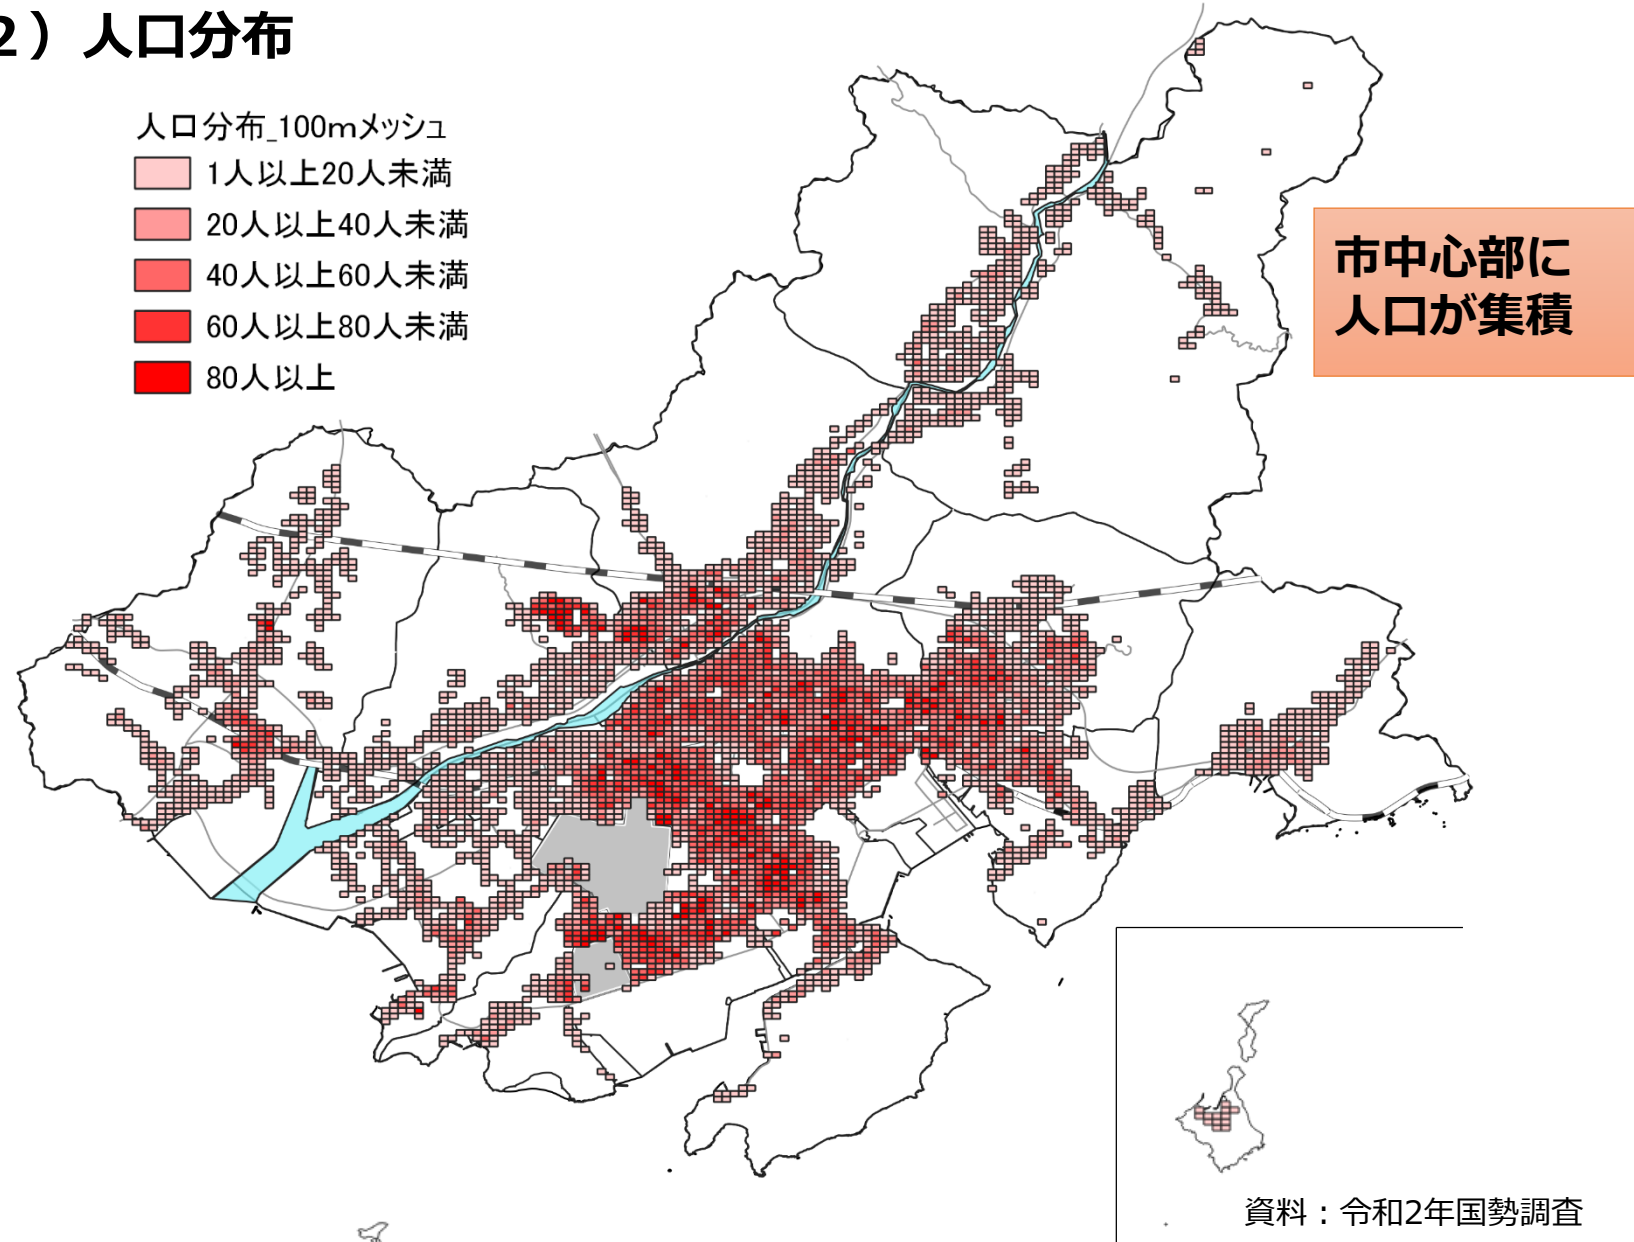 2）人口分布
人口分布_100mメッシュ
1人以上20人未満
20人以上40人未満
40人以上60人未満
60人以上80人未満
80人以上
市中心部に
人口が集積
資料：令和2年国勢調査